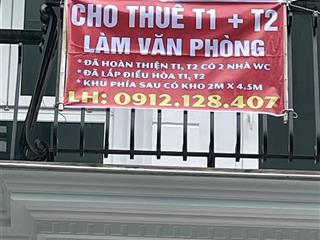 CHO THUÊ T1 + T2
LÀM VĂN PHÒNG
* ĐÃ HOÀN THIỆN T1, T2 CÓ 2 NHÀ WC
* ĐÃ LẮP ĐIỀU HÒA T1, T2
* KHU PHÍA SAU CÓ KHO 2M X 4.5M
LH: 0912.128.407